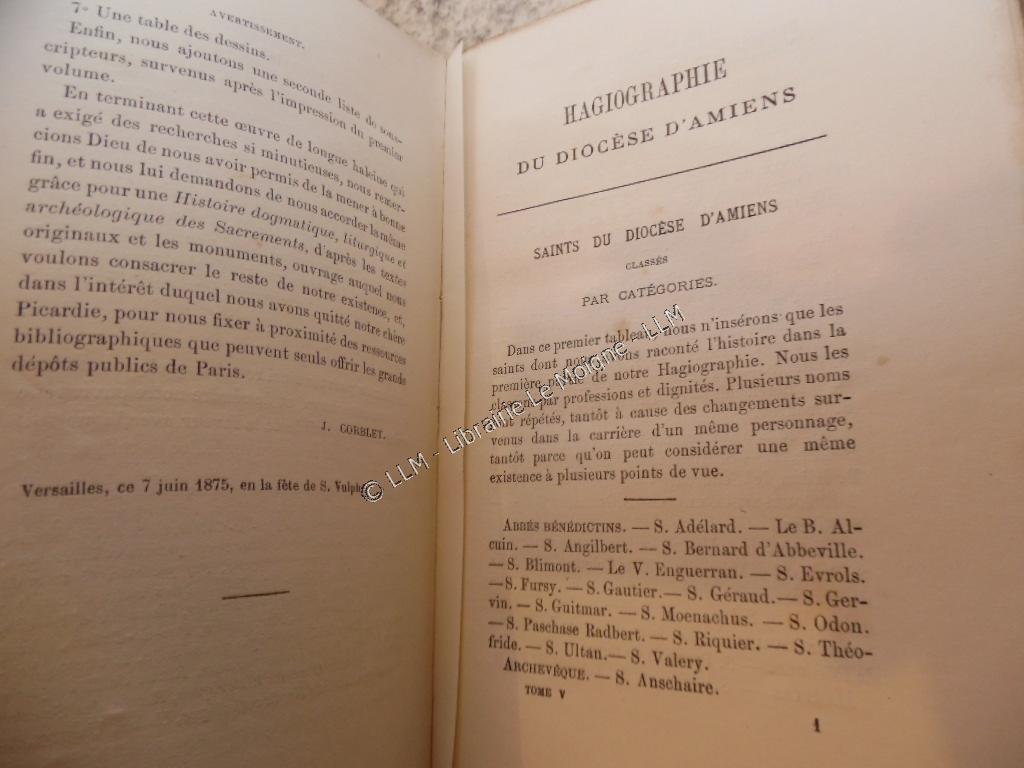 AVERTISSEMENT.
7° Une table des dessins.
Enfin, nous ajoutons une seconde liste de sous-
cripteurs, survenus après l'impression du premier
volume.
En terminant cette œuvre de longue haleine qui
a exigé des recherches si minutieuses, nous remer-
cions Dieu de nous avoir permis de la mener à bonne
fin, et nous lui demandons de nous accorder la même
grâce pour une Histoire dogmatique, liturgique et
archéologique des Sacrements, d'après les textes
originaux et les monuments, ouvrage auquel nous
voulons consacrer le reste de notre existence, et,
dans l'intérêt duquel nous avons quitté notre chère
Picardie, pour nous fixer à proximité des ressources
bibliographiques que peuvent seuls offrir les grands
dépôts publics de Paris.
J. CORBLET.
Versailles, ce 7 juin 1875, en la fête de S. Vulphy
HAGIOGRAPHIE
DU DIOCÈSE D'AMIENS
SAINTS DU DIOCÈSE D'AMIENS
CLASSÉS
PAR CATÉGORIES.
Dans ce premier tableau, nous n'insérons que les
saints dont nous avons raconté l'histoire dans la
première partie de notre Hagiographie. Nous les
classons par professions et dignités. Plusieurs noms
sont répétés, tantôt à cause des changements sur-
venus dans la carrière d'un même personnage,
tantôt parce qu'on peut considérer une même
existence à plusieurs points de vue.
ABBÉS BÉNÉDICTINS. — S. Adélard. — Le B. Al-
cuin. — S. Angilbert. — S. Bernard d'Abbeville.
— S. Blimont. — Le V. Enguerran. — S. Evrols.
— S. Fursy. — S. Gautier. — S. Géraud. — S. Ger-
vin. — S. Guitmar. — S. Moenachus. — S. Odon.
— S. Paschase Radbert. — S. Riquier. — S. Théo-
fride. — S. Ultan. — S. Valery.
ARCHEVÊQUE. — S. Anschaire.
TOME V
1
© LLM - Librairie Le Moigne - LLM